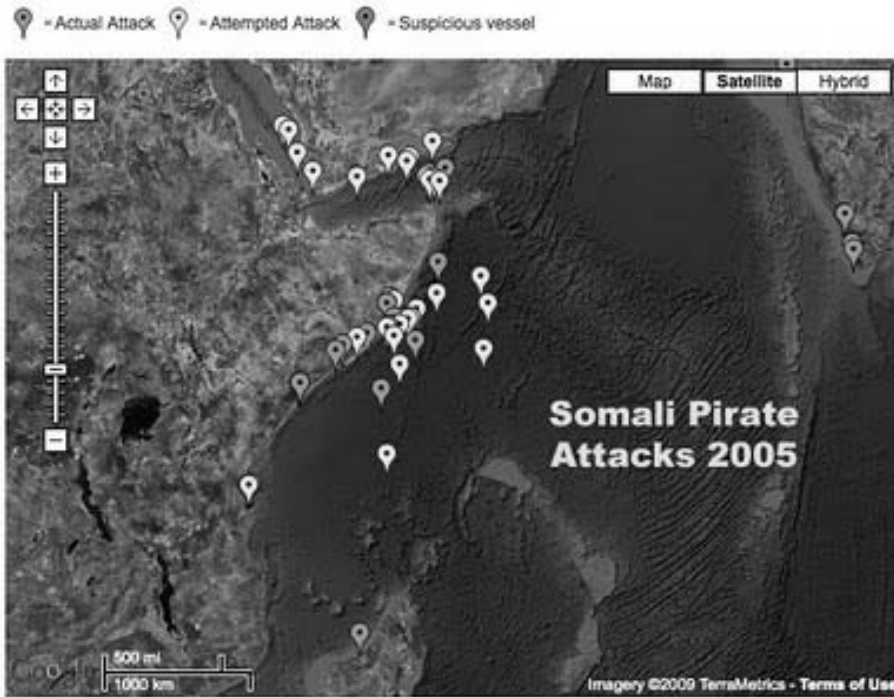 = Actual Attack = Attempted Attack = Suspicious vessel
Map Satellite Hybrid
Somali Pirate
Attacks 2005
500 mi
1000 km
Imagery ©2009 TerraMetrics - Terms of Use